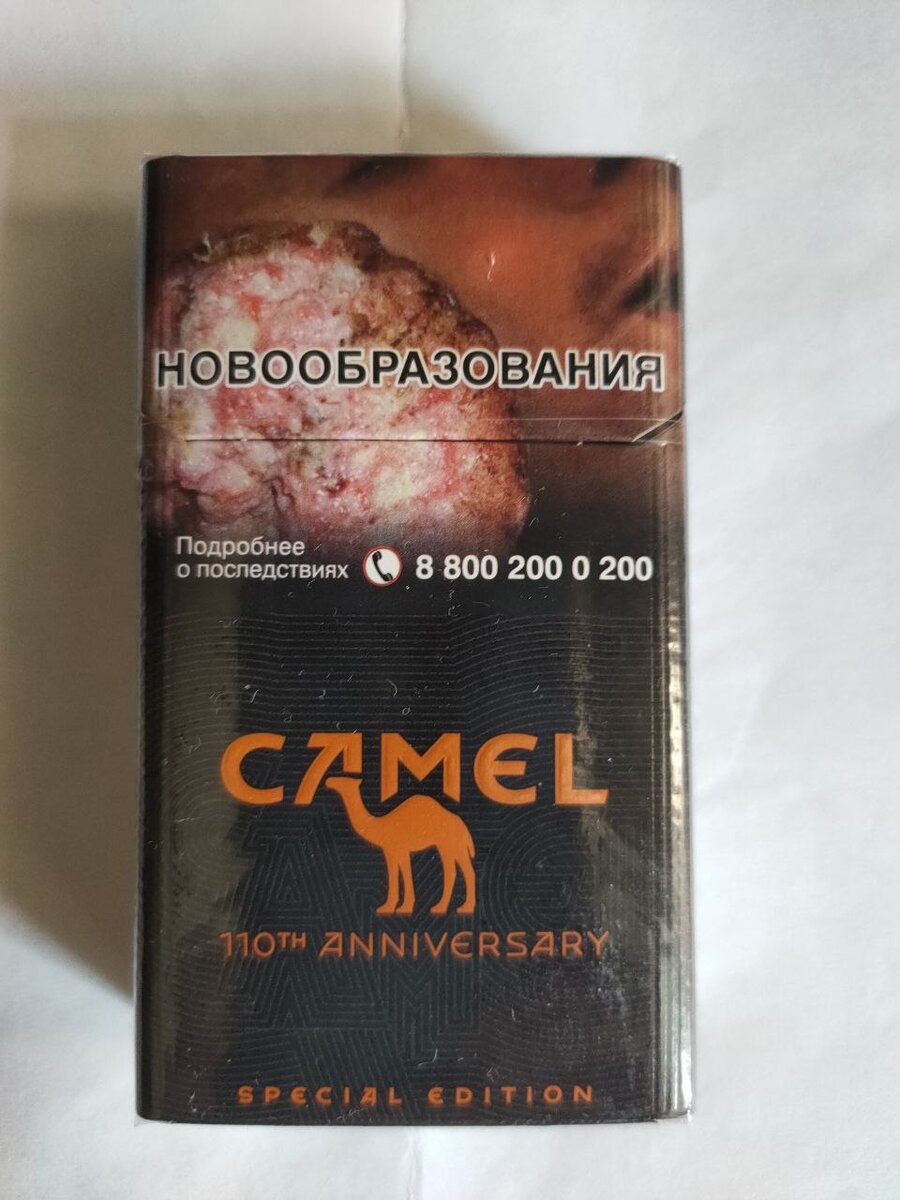 НОВООБРАЗОВАНИЯ
Подробнее
о последствиях 8 800 200 0 200
CAMEL
110TH ANNIVERSARY
SPECIAL EDITION